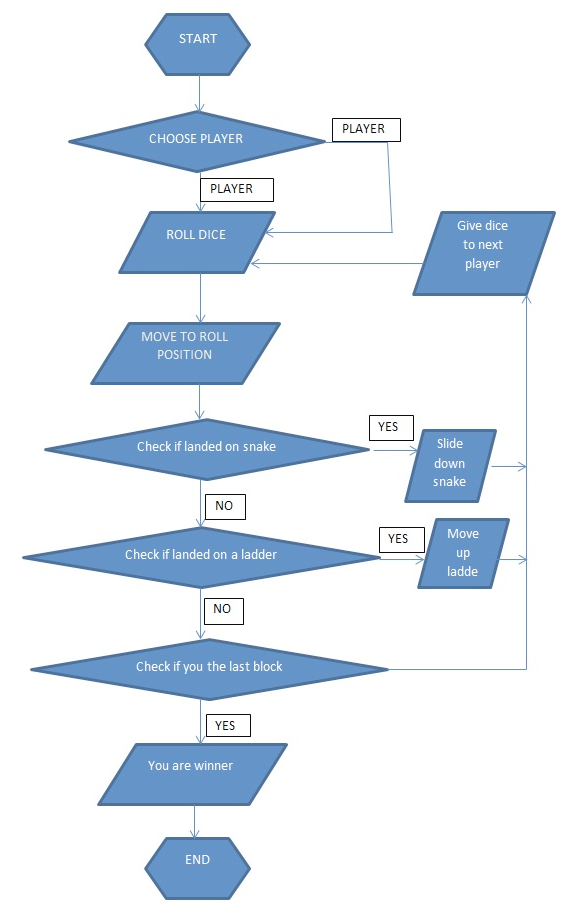 START
CHOOSE PLAYER
PLAYER
PLAYER
ROLL DICE
Give dice
to next
player
MOVE TO ROLL
POSITION
Check if landed on snake
YES
Slide
down
snake
NO
Check if landed on a ladder
YES
Move
up
ladde
NO
Check if you the last block
YES
You are winner
END